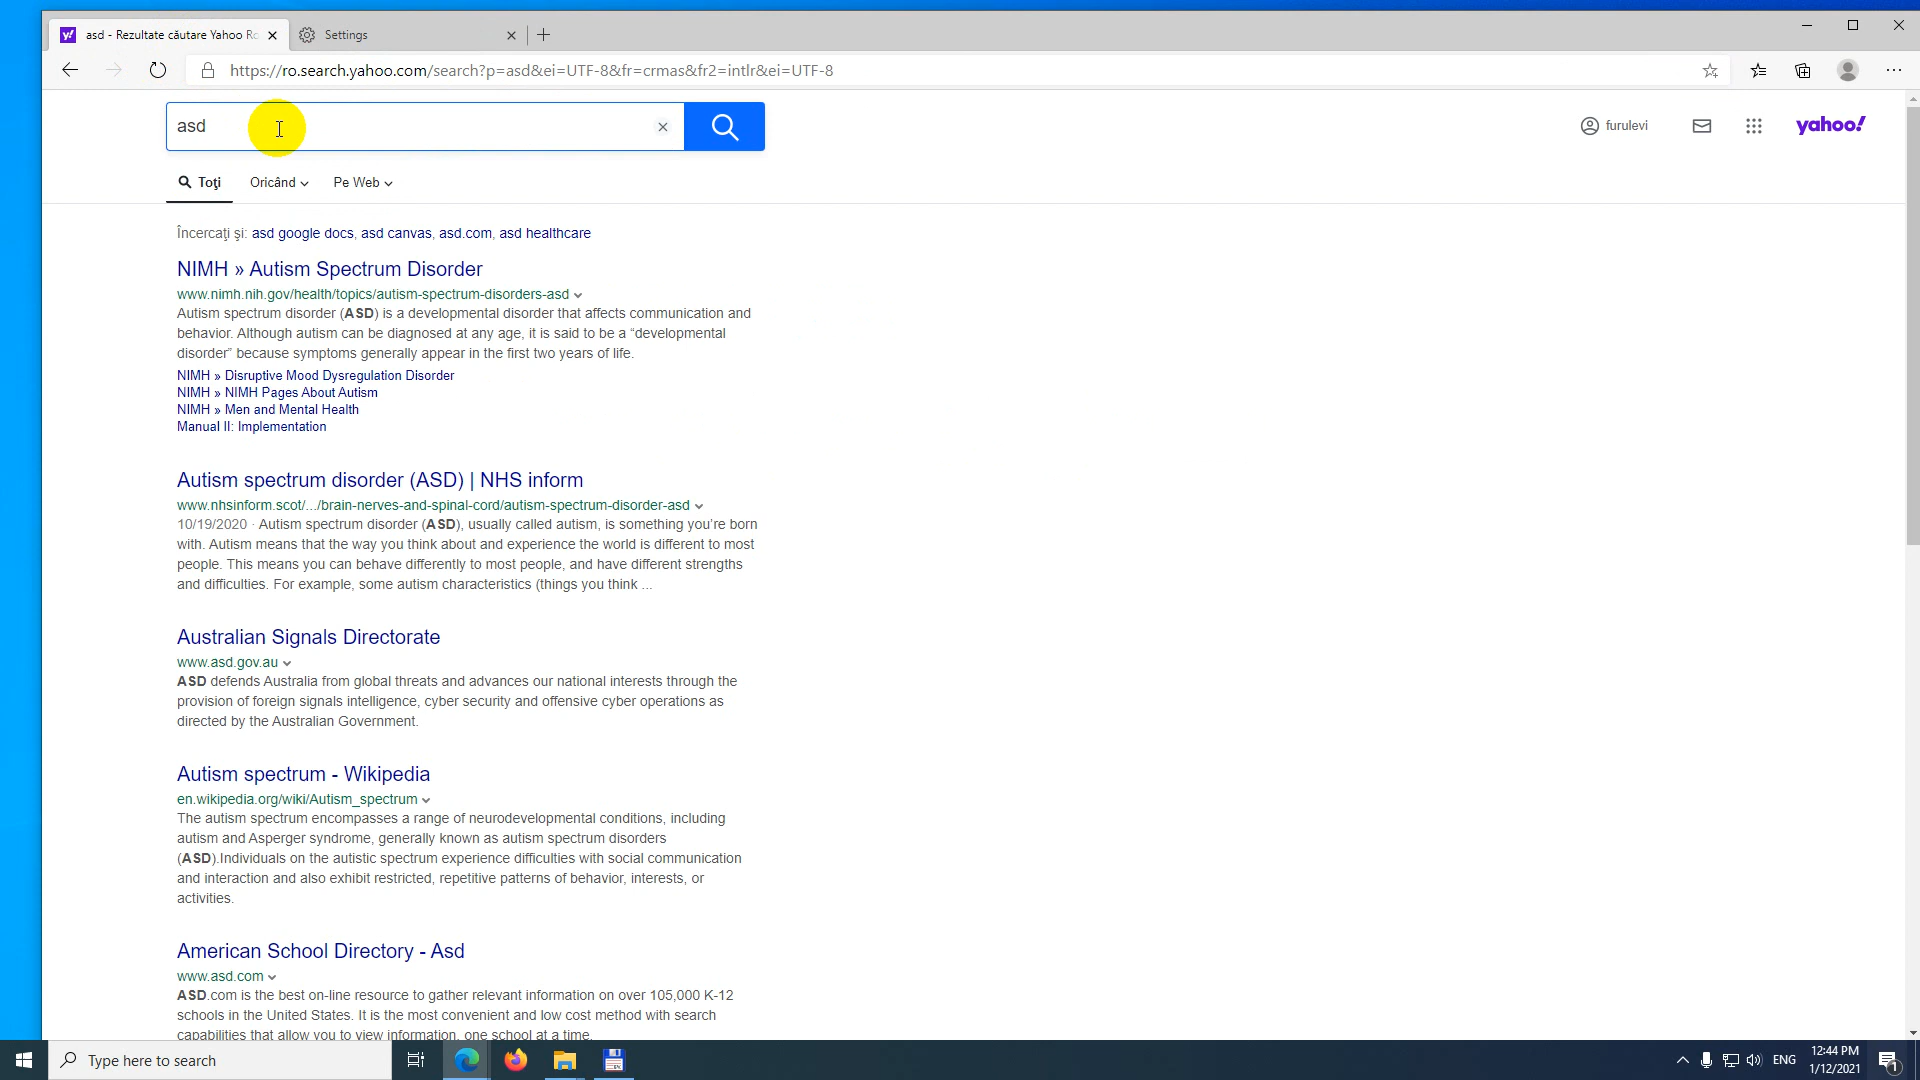 asd - Rezultate căutare Yahoo Ro
Settings
https://ro.search.yahoo.com/search?p=asd&ei=UTF-8&fr=crmas&fr2=intlr&ei=UTF-8
asd
furulevi
yahoo!
Toţi
Oricând
Pe Web
Încercaţi şi: asd google docs, asd canvas, asd.com, asd healthcare
NIMH » Autism Spectrum Disorder
www.nimh.nih.gov/health/topics/autism-spectrum-disorders-asd
Autism spectrum disorder (ASD) is a developmental disorder that affects communication and
behavior. Although autism can be diagnosed at any age, it is said to be a “developmental
disorder” because symptoms generally appear in the first two years of life.
NIMH » Disruptive Mood Dysregulation Disorder
NIMH » NIMH Pages About Autism
NIMH » Men and Mental Health
Manual II: Implementation
Autism spectrum disorder (ASD) | NHS inform
www.nhsinform.scot/.../brain-nerves-and-spinal-cord/autism-spectrum-disorder-asd
10/19/2020 · Autism spectrum disorder (ASD), usually called autism, is something you’re born
with. Autism means that the way you think about and experience the world is different to most
people. This means you can behave differently to most people, and have different strengths
and difficulties. For example, some autism characteristics (things you think ...
Australian Signals Directorate
www.asd.gov.au
ASD defends Australia from global threats and advances our national interests through the
provision of foreign signals intelligence, cyber security and offensive cyber operations as
directed by the Australian Government.
Autism spectrum - Wikipedia
en.wikipedia.org/wiki/Autism_spectrum
The autism spectrum encompasses a range of neurodevelopmental conditions, including
autism and Asperger syndrome, generally known as autism spectrum disorders
(ASD).Individuals on the autistic spectrum experience difficulties with social communication
and interaction and also exhibit restricted, repetitive patterns of behavior, interests, or
activities.
American School Directory - Asd
www.asd.com
ASD.com is the best on-line resource to gather relevant information on over 105,000 K-12
schools in the United States. It is the most convenient and low cost method with search
capabilities that allow you to view information, one school at a time.
Type here to search
ENG
12:44 PM
1/12/2021
1